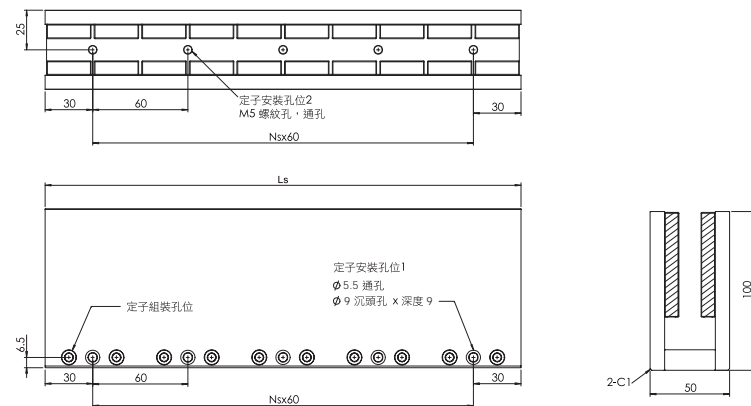 25
30
60
定子安裝孔位2
M5 螺紋孔，通孔
30
Nsx60
Ls
定子安裝孔位1
Ø5.5 通孔
Ø9 沉頭孔 x 深度 9
定子組裝孔位
6.5
30
60
30
Nsx60
100
2-C1
50